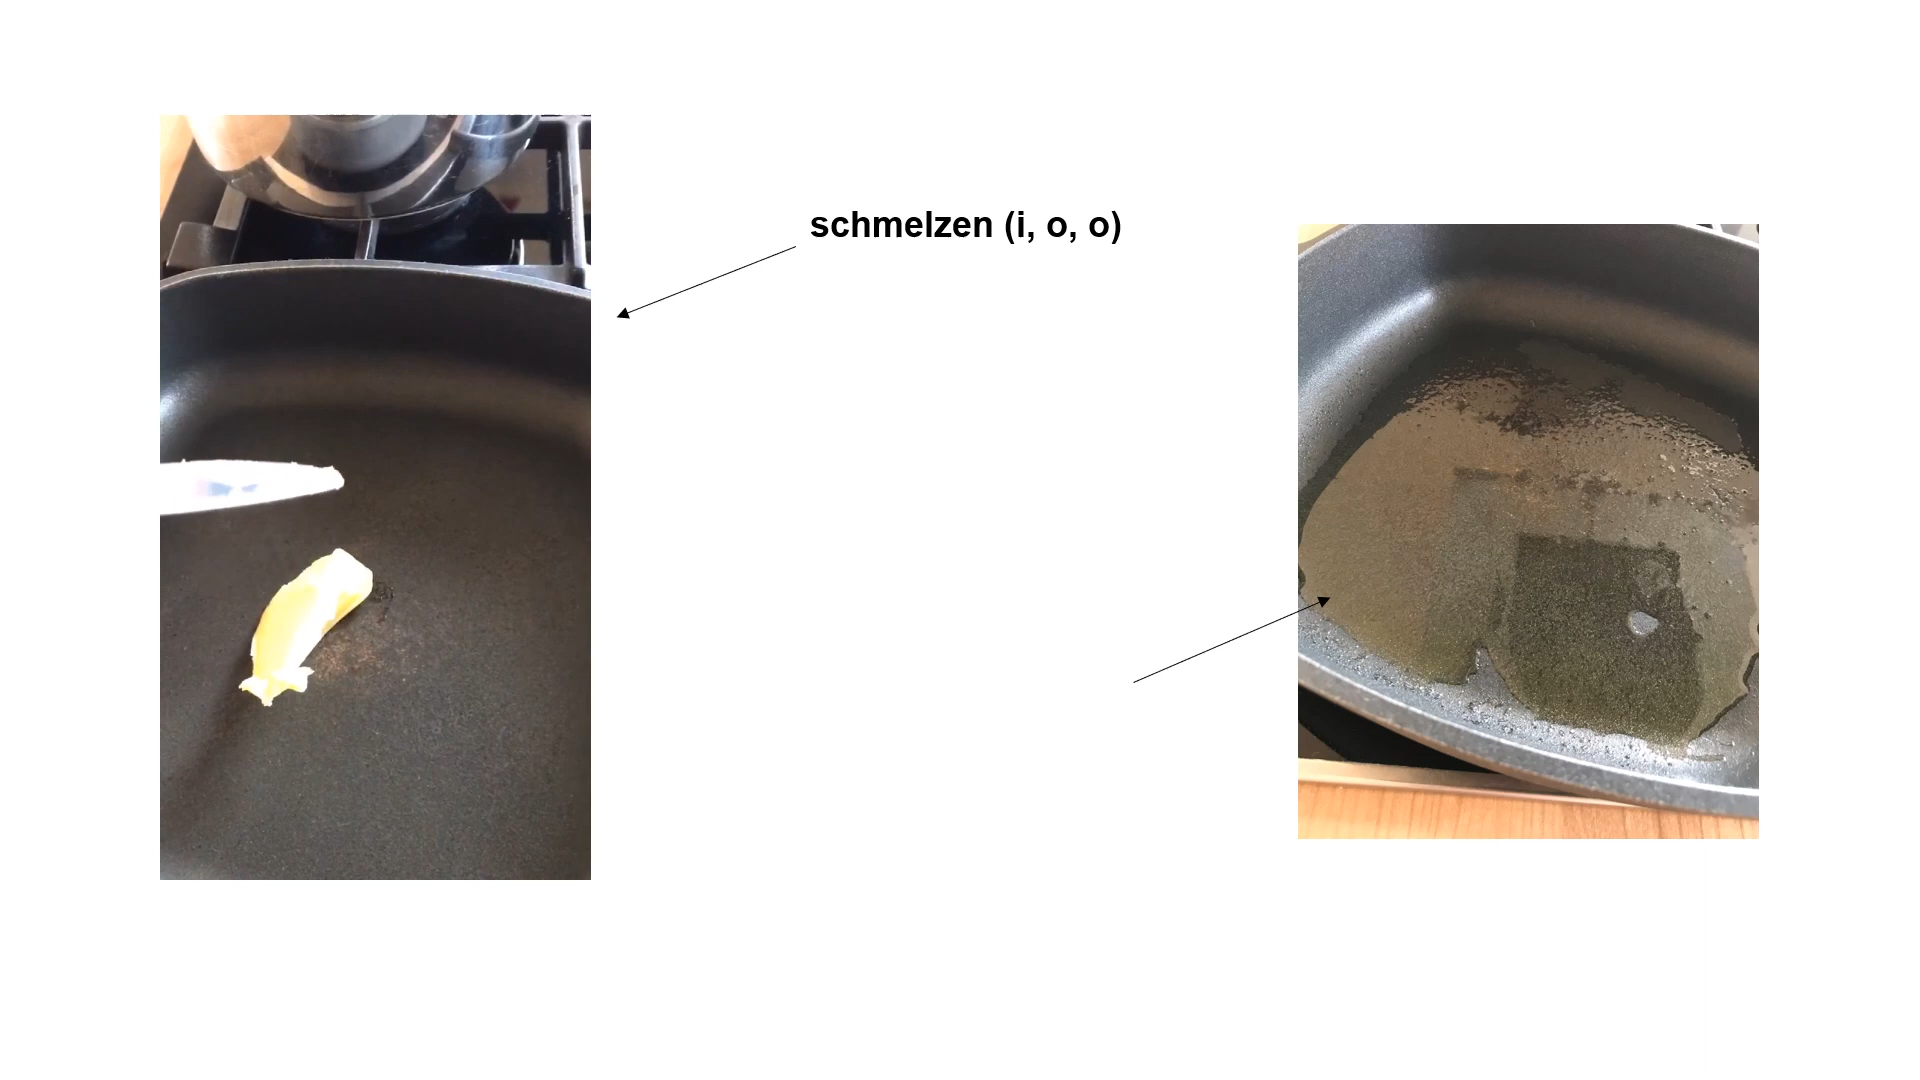 schmelzen (i, o, o)